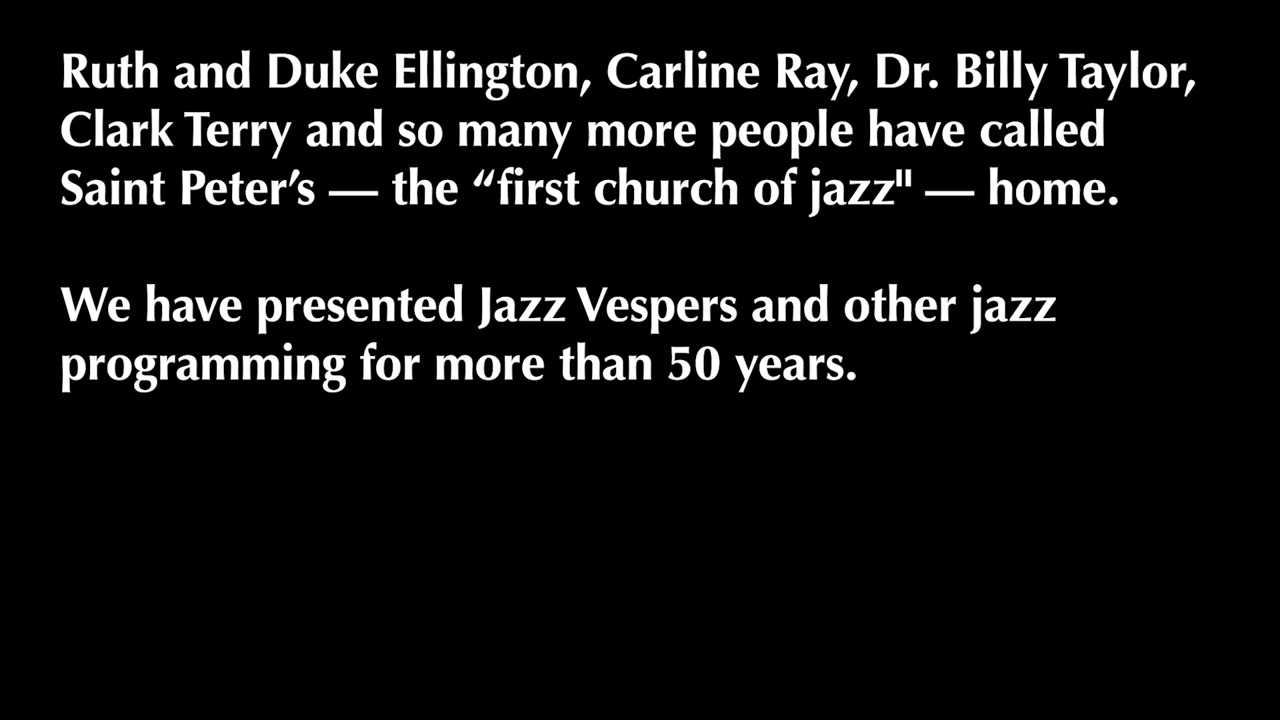 Ruth and Duke Ellington, Carline Ray, Dr. Billy Taylor,
Clark Terry and so many more people have called
Saint Peter’s — the “first church of jazz" — home.
We have presented Jazz Vespers and other jazz
programming for more than 50 years.